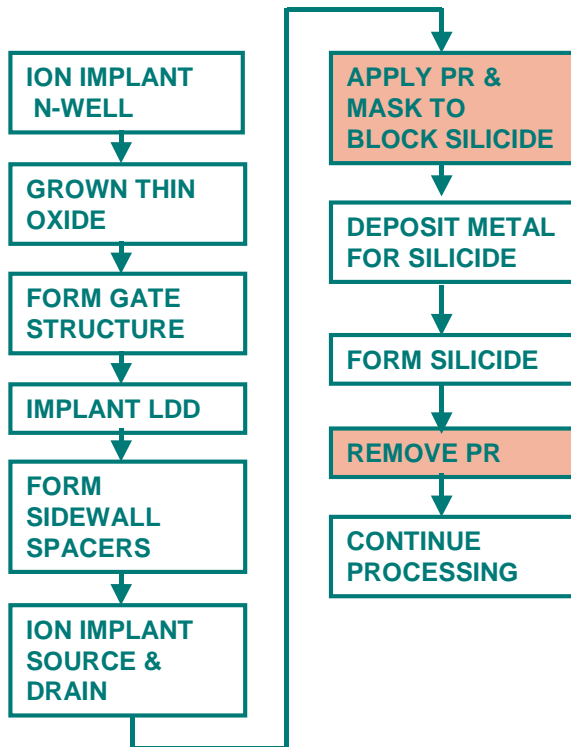 ION IMPLANT
N-WELL
GROWN THIN
OXIDE
FORM GATE
STRUCTURE
IMPLANT LDD
FORM
SIDEWALL
SPACERS
ION IMPLANT
SOURCE &
DRAIN
APPLY PR &
MASK TO
BLOCK SILICIDE
DEPOSIT METAL
FOR SILICIDE
FORM SILICIDE
REMOVE PR
CONTINUE
PROCESSING